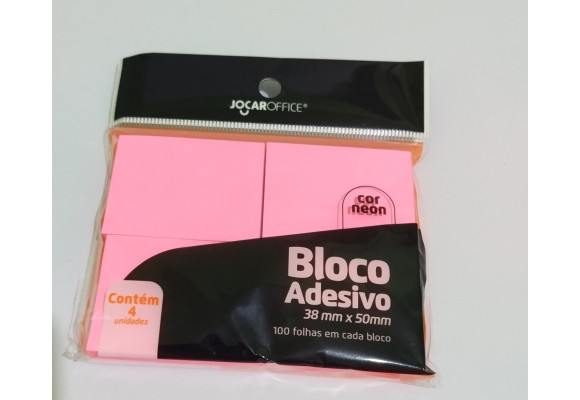 JOCAROFFICE®
cor
neon
Bloco
Adesivo
38 mm x 50mm
100 folhas em cada bloco
Contém
4
unidades